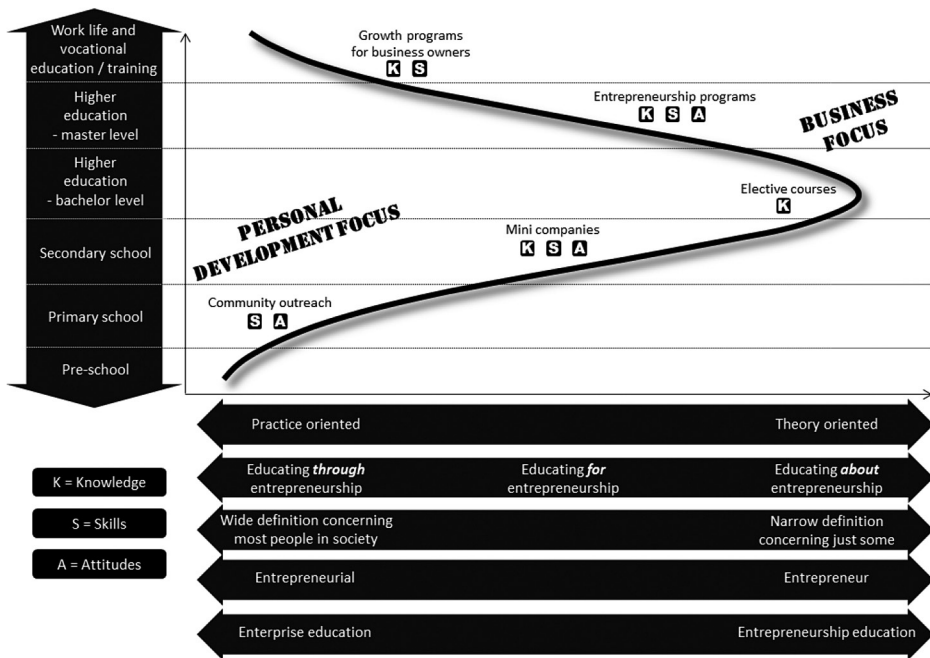 Work life and
vocational
education / training
Growth programs
for business owners
K S
Higher
education
- master level
Entrepreneurship programs
K S A
BUSINESS
FOCUS
Higher
education
- bachelor level
Elective courses
K
PERSONAL
DEVELOPMENT FOCUS
Mini companies
K S A
Secondary school
Community outreach
S A
Primary school
Pre-school
Practice oriented
Theory oriented
Educating through
entrepreneurship
Educating for
entrepreneurship
Educating about
entrepreneurship
Wide definition concerning
most people in society
Narrow definition
concerning just some
Entrepreneurial
Entrepreneur
Enterprise education
Entrepreneurship education
K = Knowledge
S = Skills
A = Attitudes